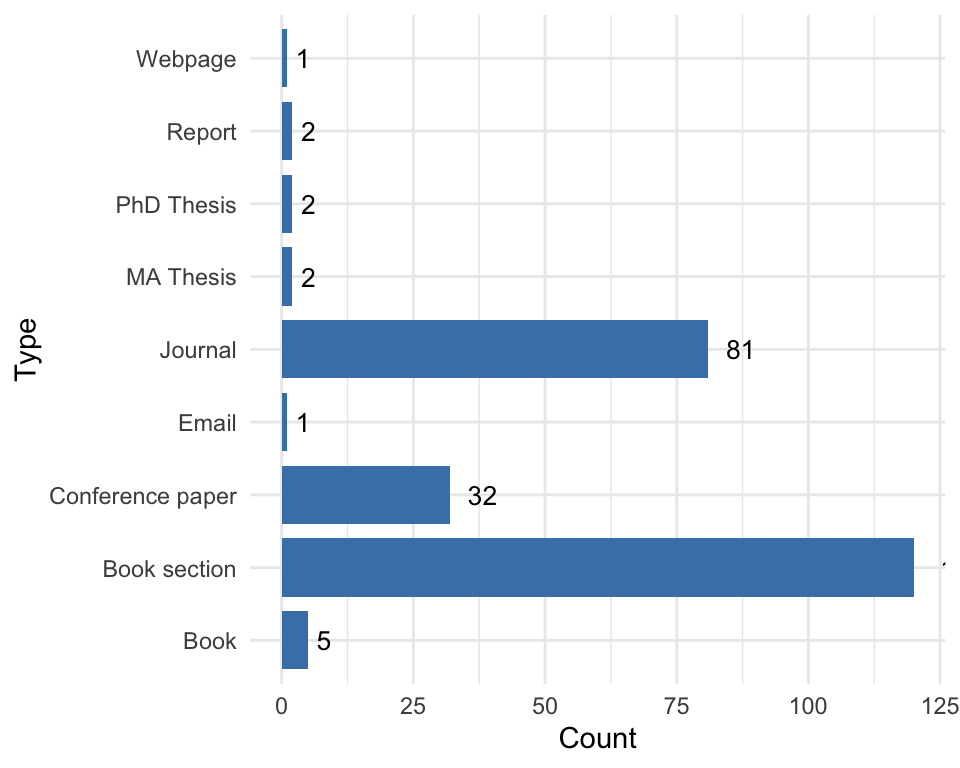 Webpage 1
Report 2
PhD Thesis 2
MA Thesis 2
Journal 81
Email 1
Conference paper 32
Book section
Book 5
0 25 50 75 100 125
Count
Type